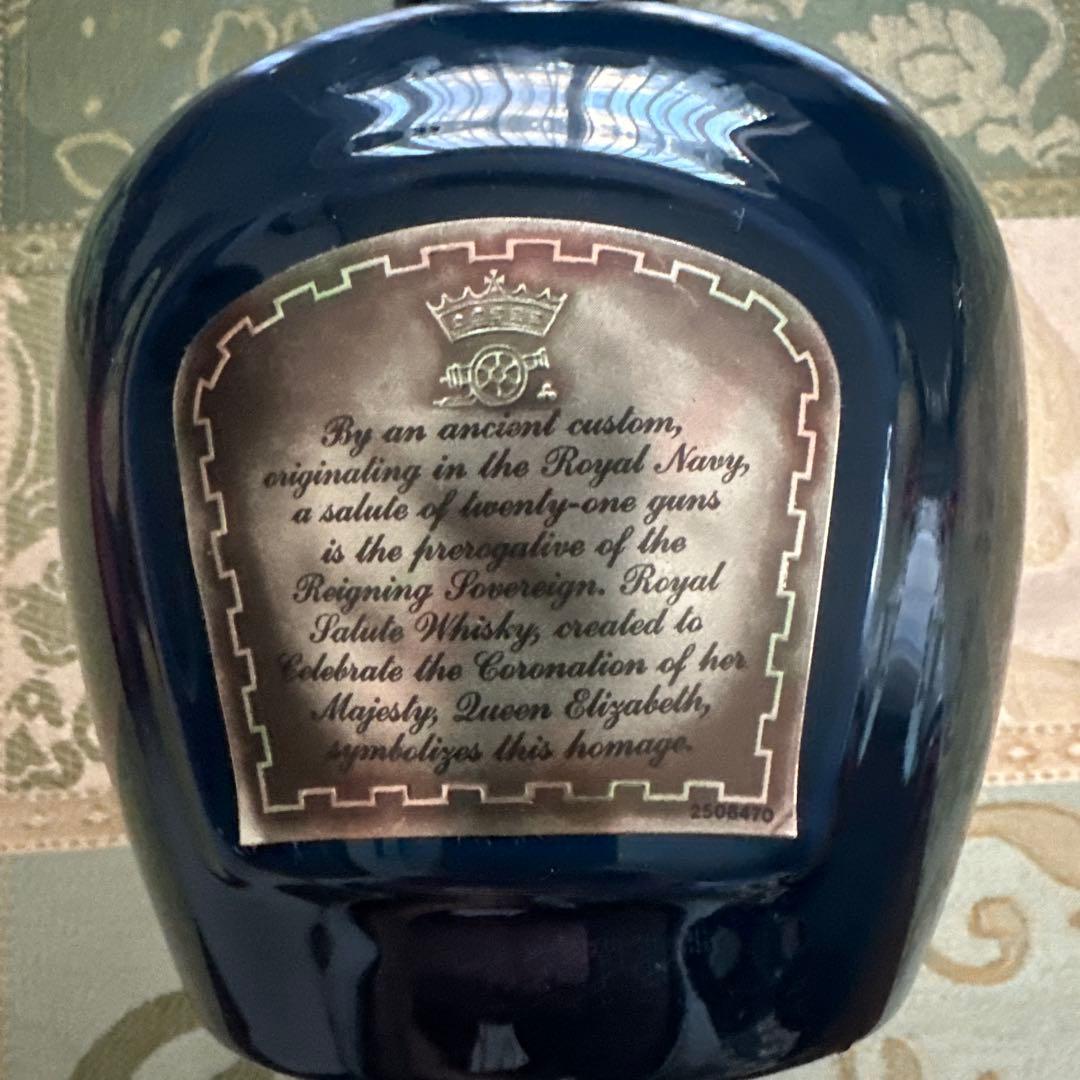 By an ancient custom,
originating in the Royal Navy,
a salute of twenty-one guns
is the prerogative of the
Reigning Sovereign. Royal
Salute Whisky, created to
Celebrate the Coronation of her
Majesty, Queen Elizabeth,
symbolizes this homage.
2506470